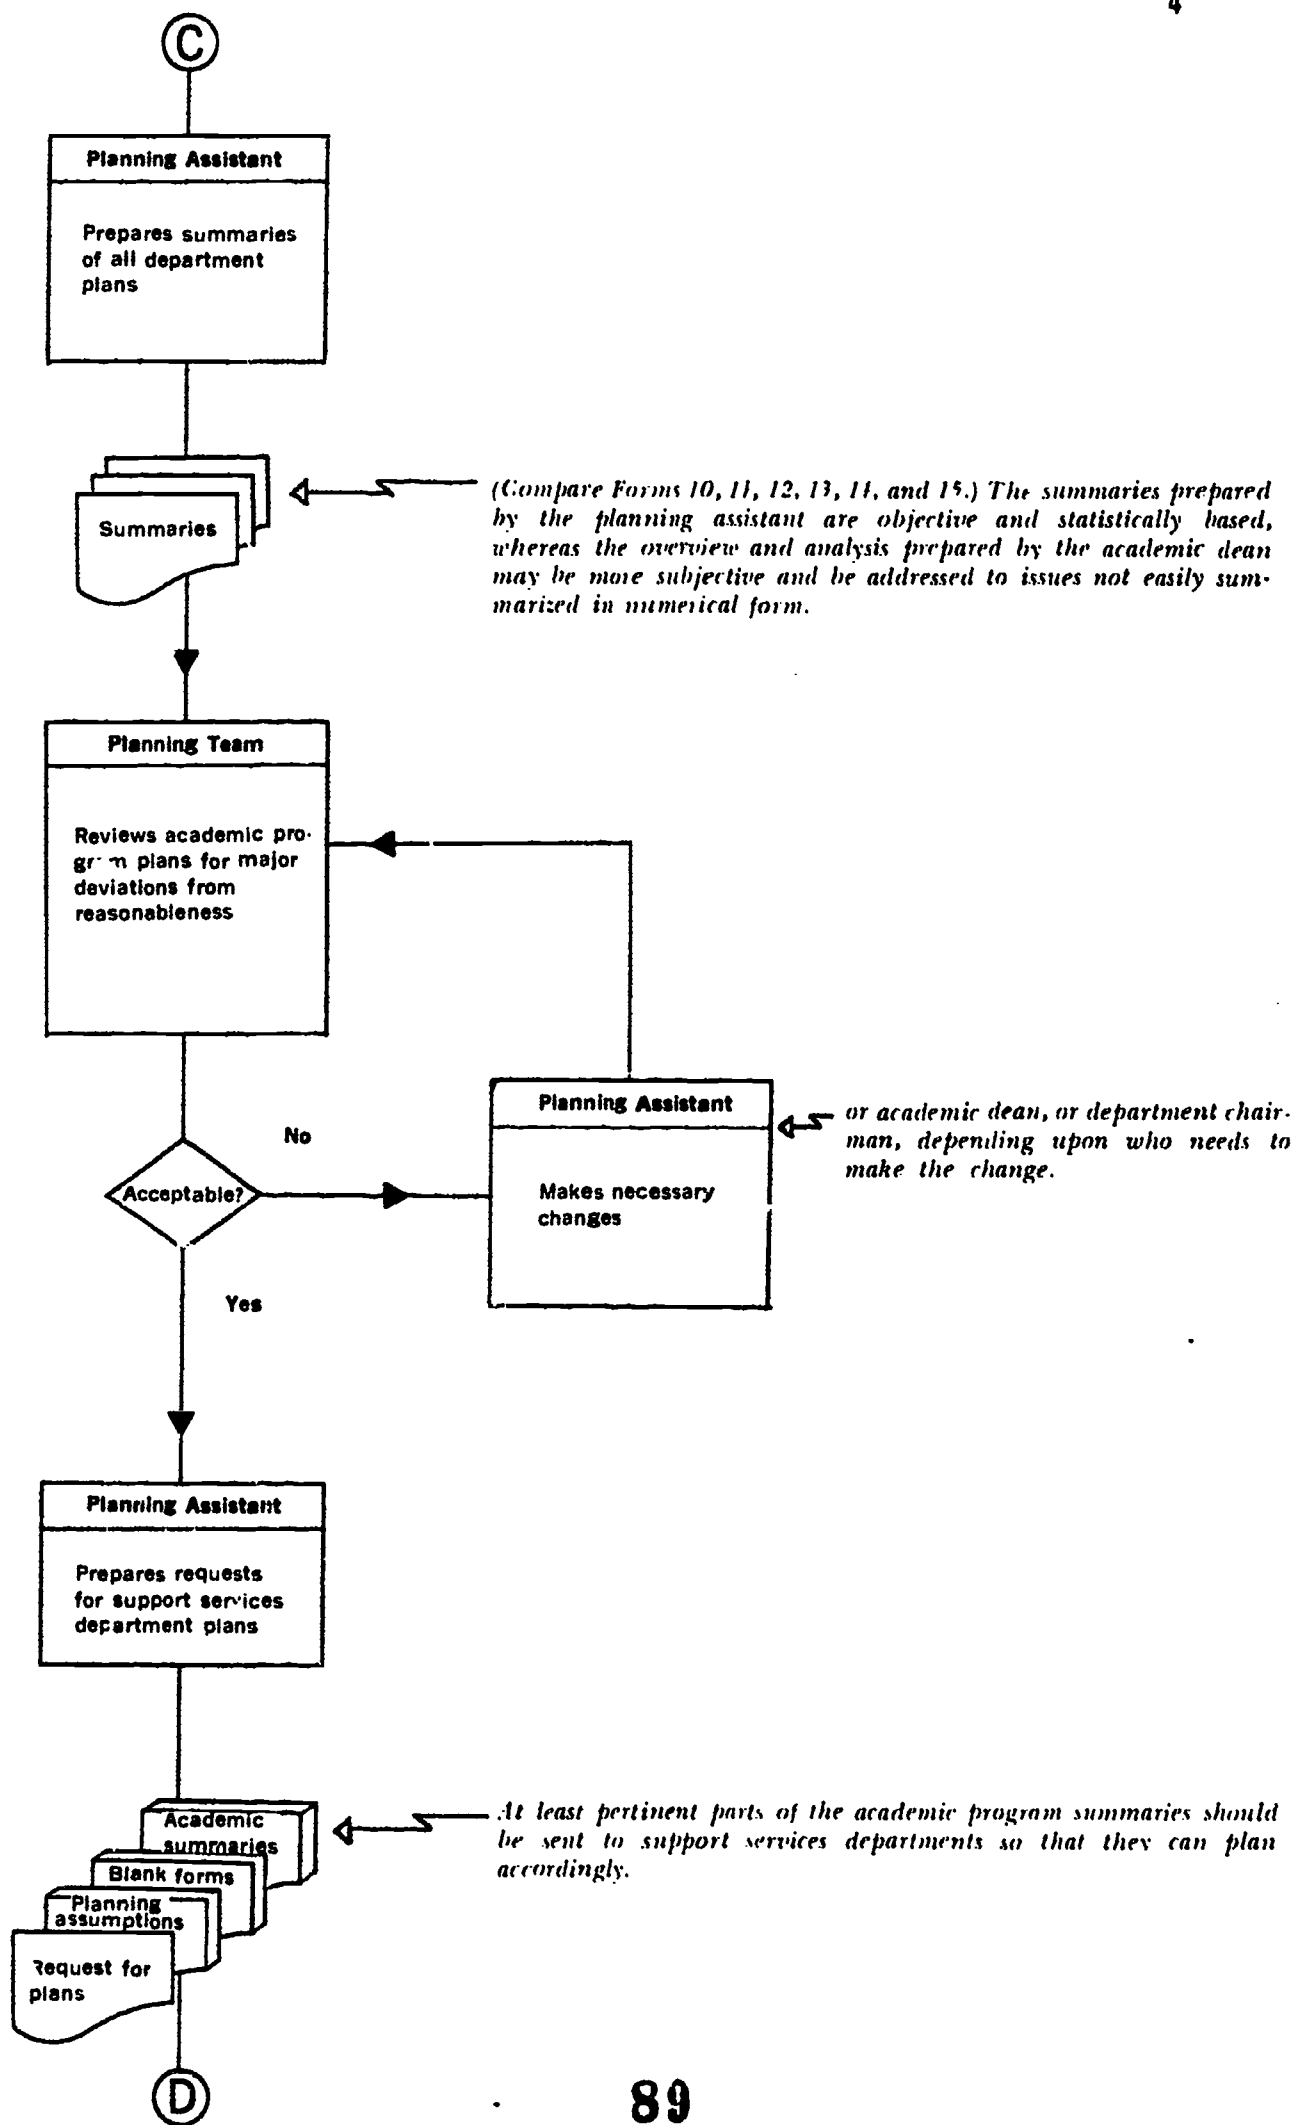 4
C
Planning Assistant
Prepares summaries
of all department
plans
Summaries
(Compare Forms 10, 11, 12, 13, 14, and 15.) The summaries prepared
by the planning assistant are objective and statistically based,
whereas the overview and analysis prepared by the academic dean
may be more subjective and be addressed to issues not easily sum-
marized in numerical form.
Planning Team
Reviews academic pro-
plans for major
deviations from
reasonableness
No
Planning Assistant
or academic dean, or department chair-
man, depending upon who needs to
make the change.
Acceptable?
Makes necessary
changes
Yes
Planning Assistant
Prepares requests
for support services
department plans
Academic
summaries
Blank forms
Planning
assumptions
Request for
plans
At least pertinent parts of the academic program summaries should
be sent to support services departments so that they can plan
accordingly.
D
89